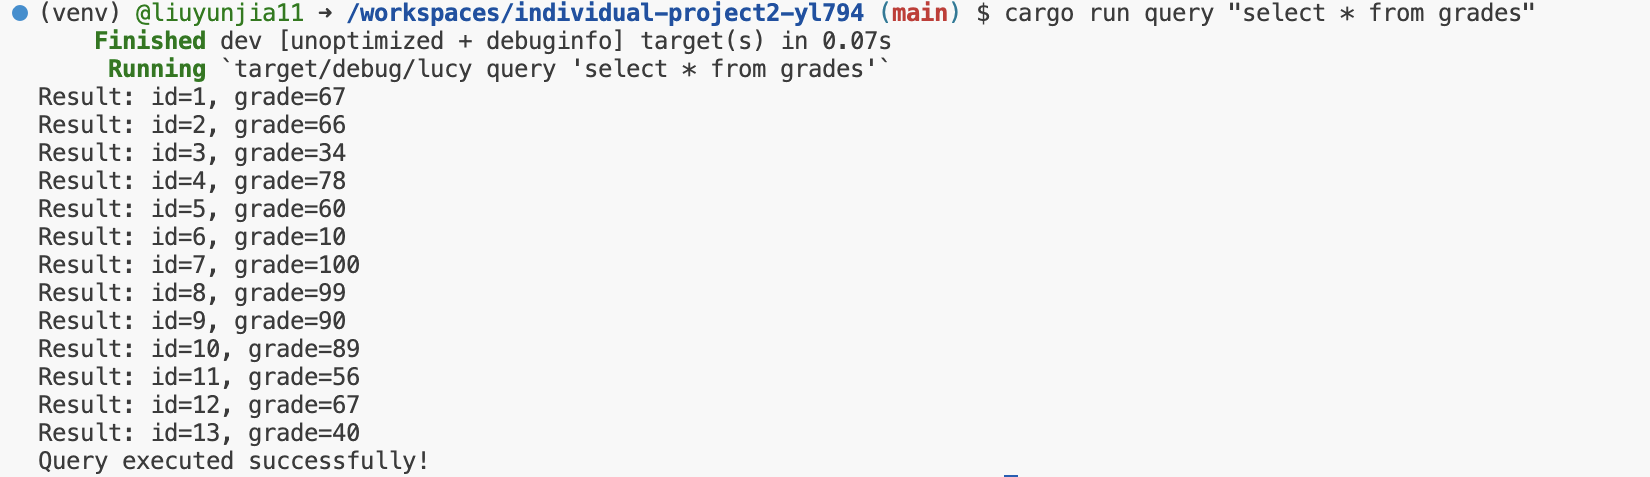 (venv) @liuyunjia11 → /workspaces/individual-project2-yl794 (main) $ cargo run query "select * from grades"
Finished dev [unoptimized + debuginfo] target(s) in 0.07s
Running `target/debug/lucy query 'select * from grades'`
Result: id=1, grade=67
Result: id=2, grade=66
Result: id=3, grade=34
Result: id=4, grade=78
Result: id=5, grade=60
Result: id=6, grade=10
Result: id=7, grade=100
Result: id=8, grade=99
Result: id=9, grade=90
Result: id=10, grade=89
Result: id=11, grade=56
Result: id=12, grade=67
Result: id=13, grade=40
Query executed successfully!